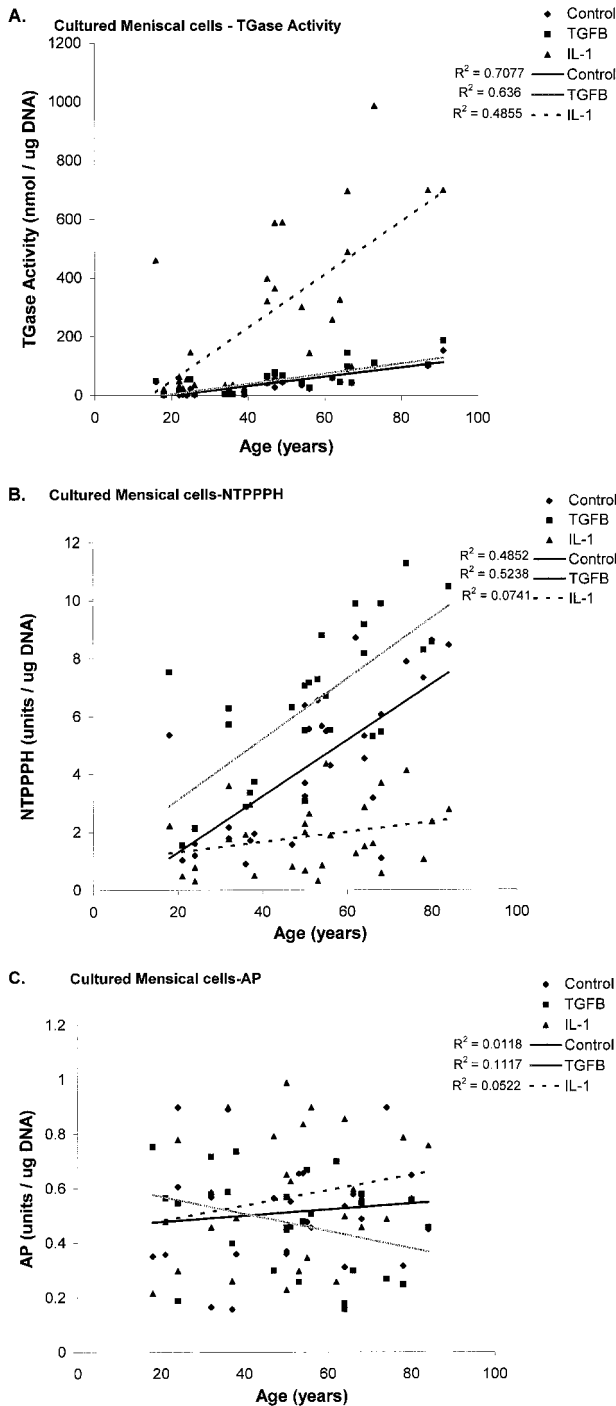 A. Cultured Meniscal cells - TGase Activity
Control
TGFB
IL-1
R² = 0.7077 Control
R² = 0.636 TGFB
R² = 0.4855 IL-1
TGase Activity (nmol / ug DNA)
1200
1000
800
600
400
200
0
0 20 40 60 80 100
Age (years)
B. Cultured Mensical cells-NTPPPH
Control
TGFB
IL-1
R² = 0.4852 Control
R² = 0.5238 TGFB
R² = 0.0741 IL-1
NTPPPH (units / ug DNA)
12
10
8
6
4
2
0
0 20 40 60 80 100
Age (years)
C. Cultured Mensical cells-AP
Control
TGFB
IL-1
R² = 0.0118 Control
R² = 0.1117 TGFB
R² = 0.0522 IL-1
AP (units / ug DNA)
1.2
1
0.8
0.6
0.4
0.2
0
0 20 40 60 80 100
Age (years)